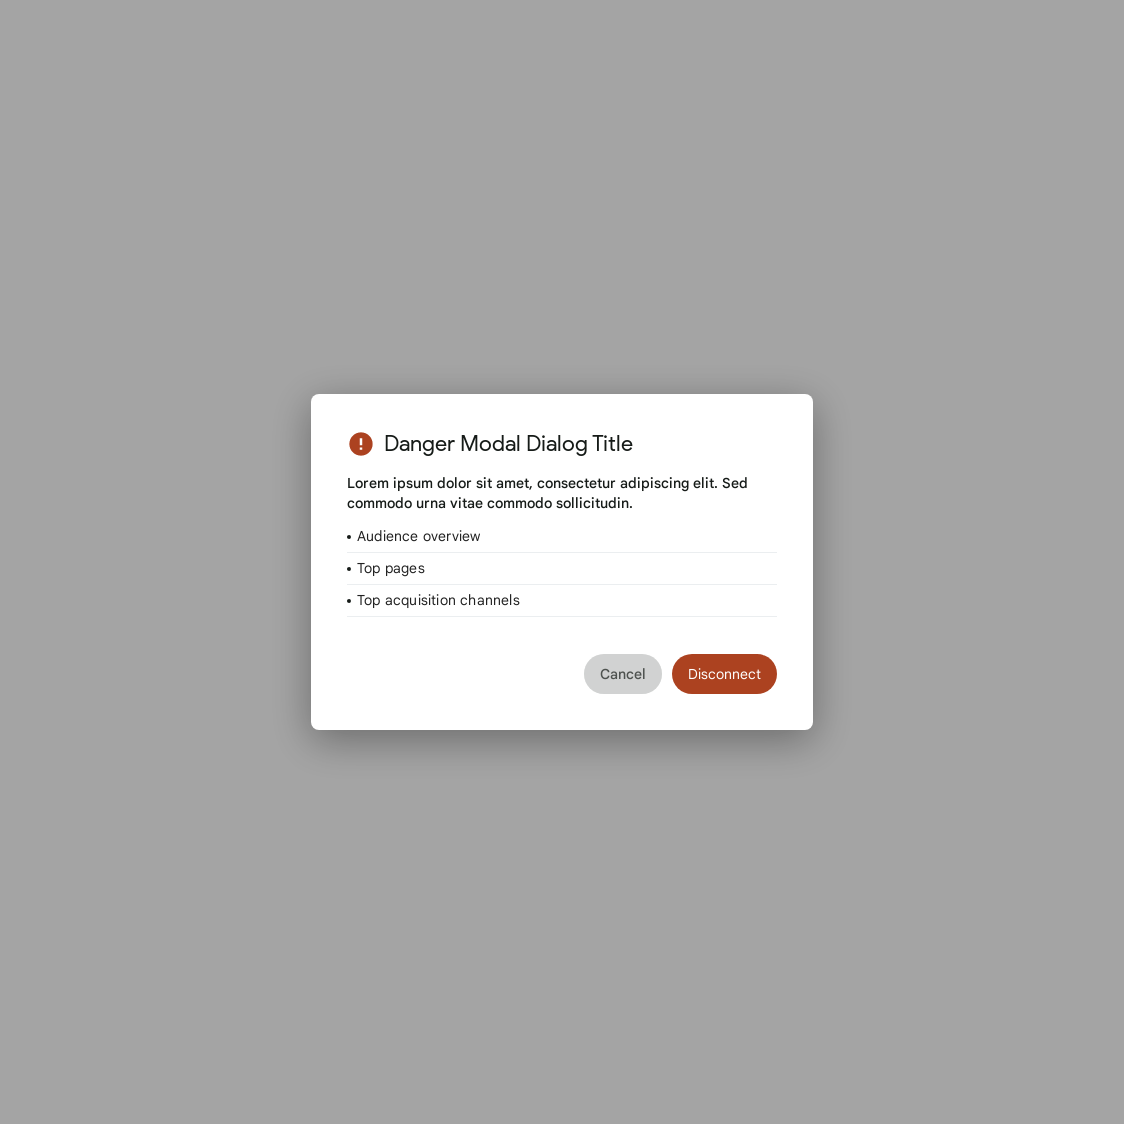 Danger Modal Dialog Title
Lorem ipsum dolor sit amet, consectetur adipiscing elit. Sed
commodo urna vitae commodo sollicitudin.
• Audience overview
• Top pages
• Top acquisition channels
Cancel
Disconnect